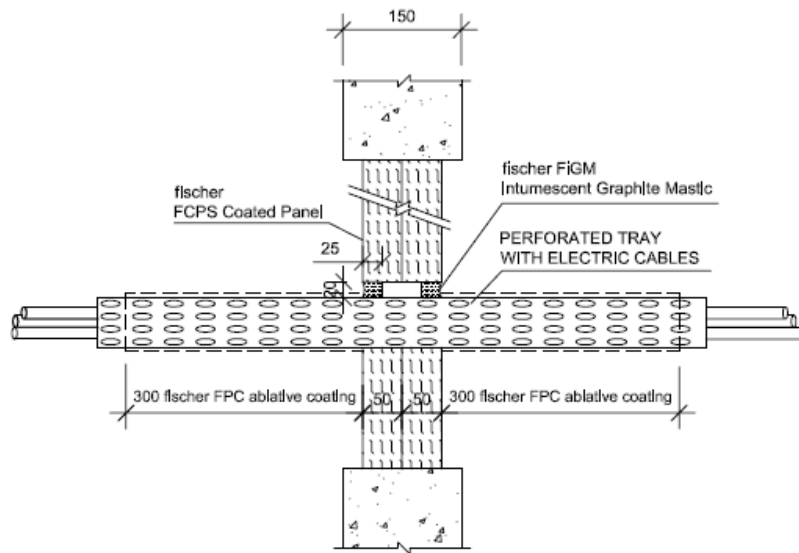 150
fischer
FCPS Coated Panel
fischer FiGM
Intumescent Graphite Mastic
25
PERFORATED TRAY
WITH ELECTRIC CABLES
20
300 fischer FPC ablative coating
50
50
300 fischer FPC ablative coating